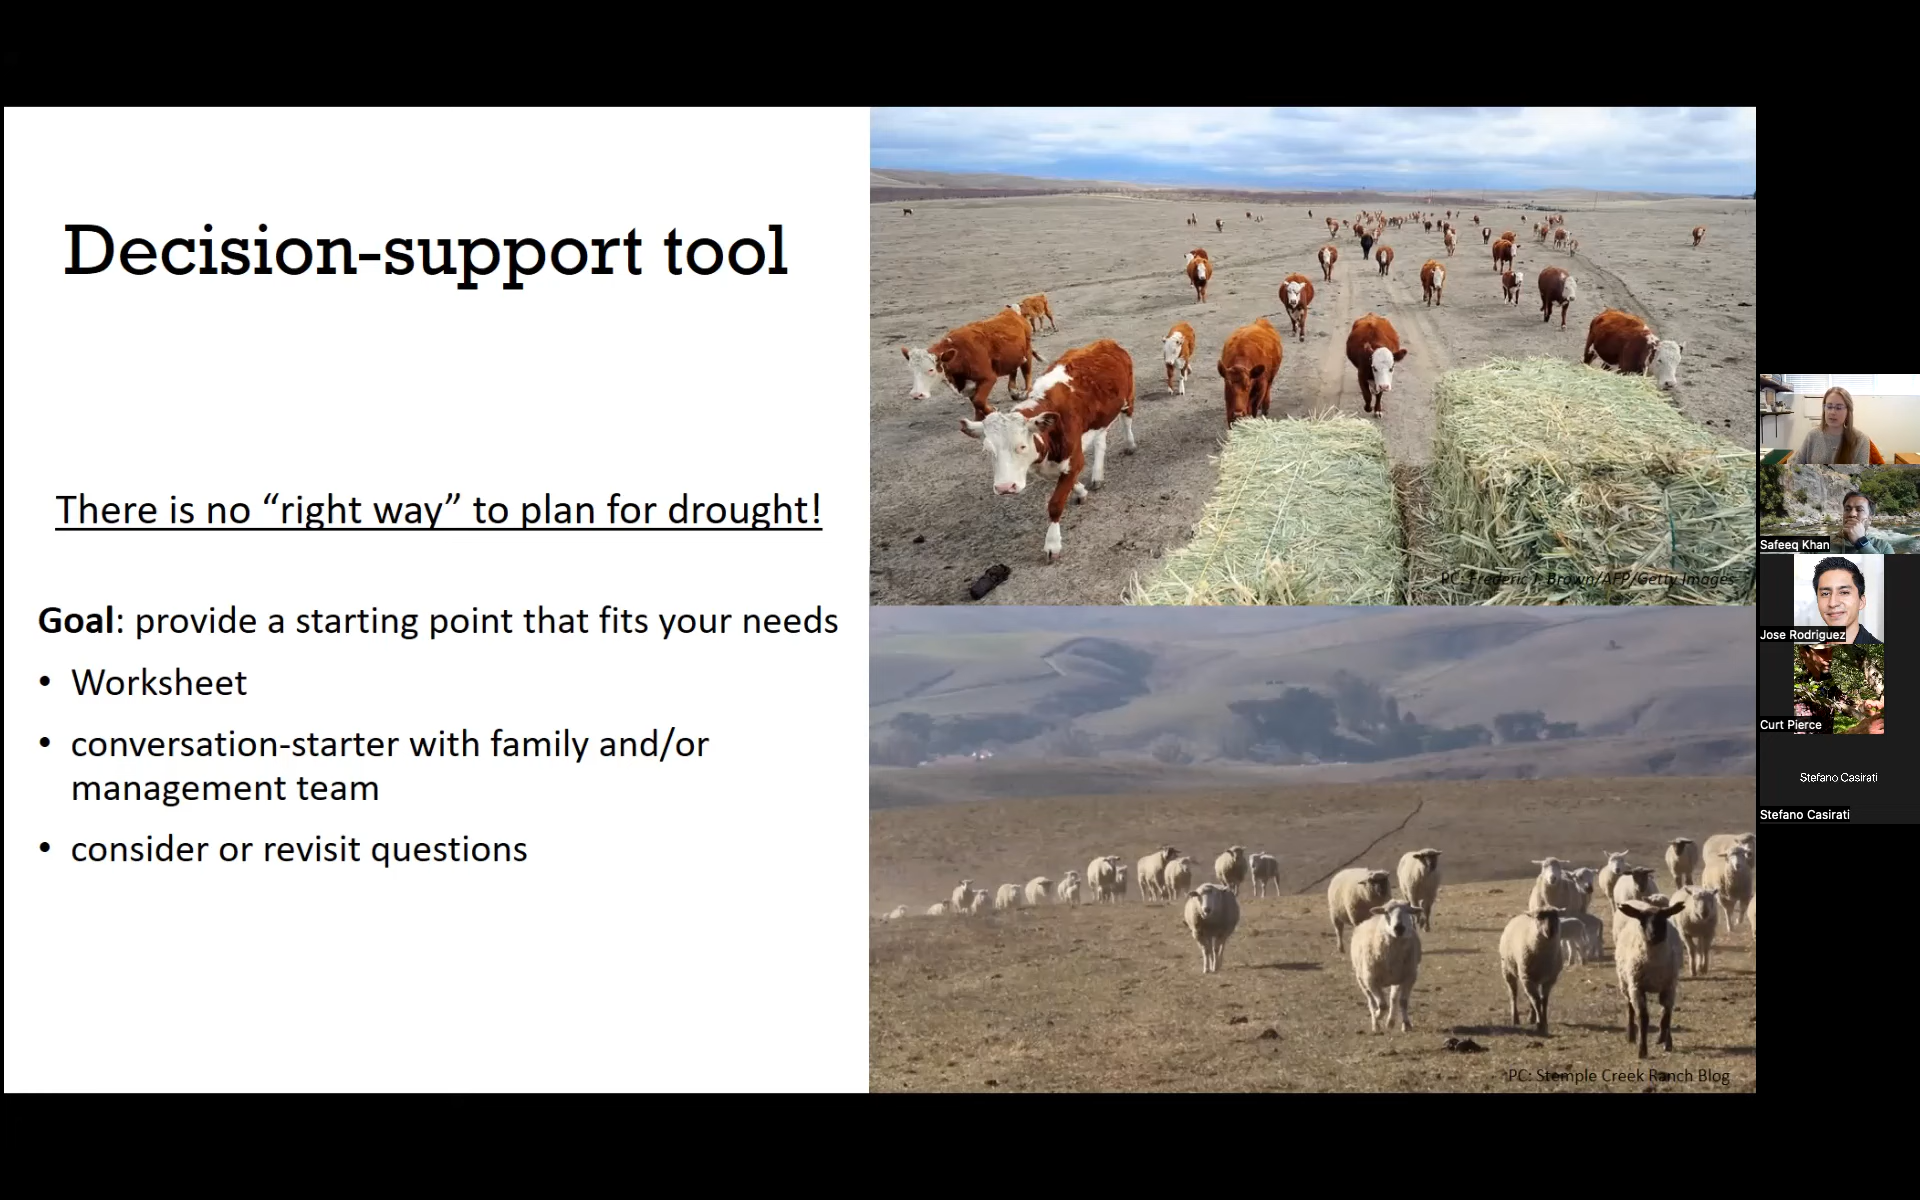 Decision-support tool
There is no “right way” to plan for drought!
Goal: provide a starting point that fits your needs
• Worksheet
• conversation-starter with family and/or
management team
• consider or revisit questions
PC: Frederic J. Brown/AFP/Getty Images
PC: Stemple Creek Ranch Blog
Safeeq Khan
Jose Rodriguez
Curt Pierce
Stefano Casirati
Stefano Casirati